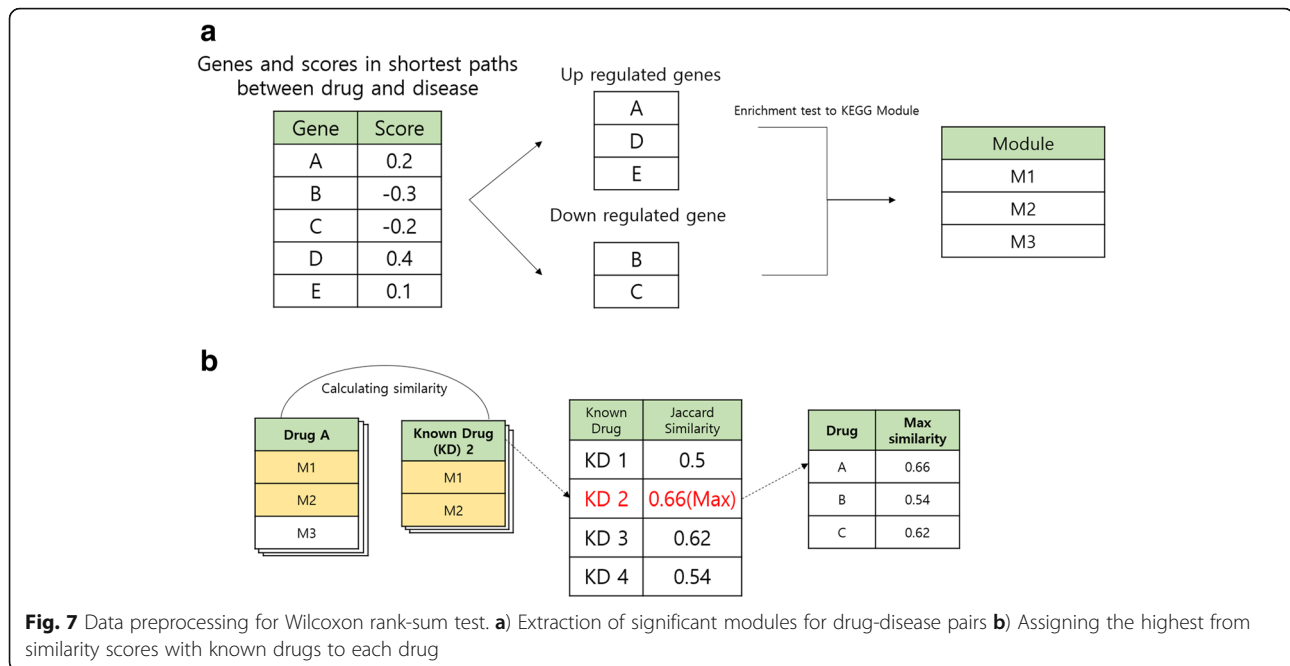 a
Genes and scores in shortest paths
between drug and disease
Gene Score
A 0.2
B -0.3
C -0.2
D 0.4
E 0.1
Up regulated genes
A
D
E
Down regulated gene
B
C
Enrichment test to KEGG Module
Module
M1
M2
M3
b
Calculating similarity
Drug A
M1
M2
M3
Known Drug
(KD) 2
M1
M2
Known Jaccard
Drug Similarity
KD 1 0.5
KD 2 0.66(Max)
KD 3 0.62
KD 4 0.54
Drug Max
similarity
A 0.66
B 0.54
C 0.62
Fig. 7 Data preprocessing for Wilcoxon rank-sum test. a) Extraction of significant modules for drug-disease pairs b) Assigning the highest from
similarity scores with known drugs to each drug